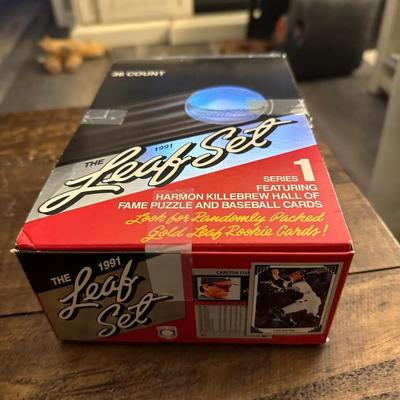 36 COUNT
THE
1991
Leaf Set
SERIES 1
FEATURING
HARMON KILLEBREW HALL OF
FAME PUZZLE AND BASEBALL CARDS
Look for Randomly Packed
Gold Leaf Rookie Cards!
THE
1991
Leaf
Set